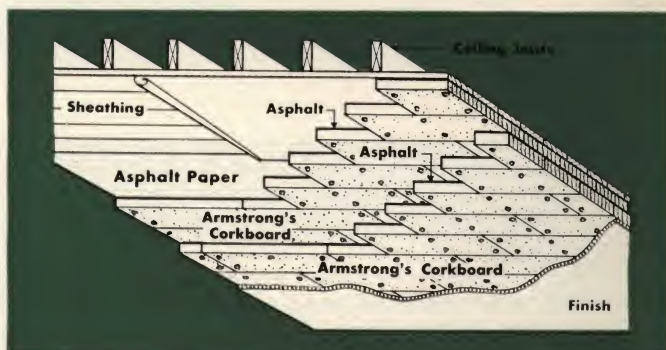 Ceiling Joists
Sheathing
Asphalt
Asphalt
Asphalt Paper
Armstrong's
Corkboard
Armstrong's Corkboard
Finish